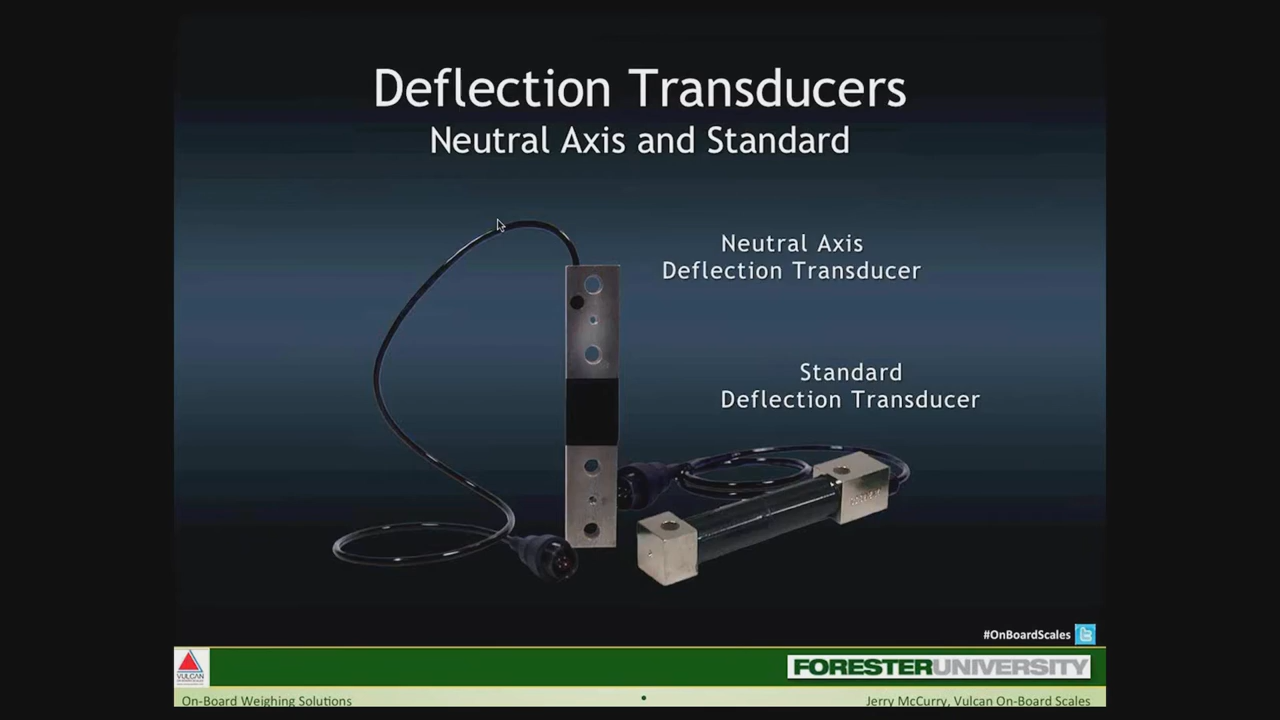 Deflection Transducers
Neutral Axis and Standard
Neutral Axis
Deflection Transducer
Standard
Deflection Transducer
#OnBoardScales
VULCAN
FORESTERUNIVERSITY
On-Board Weighing Solutions
•
Jerry McCurry, Vulcan On-Board Scales